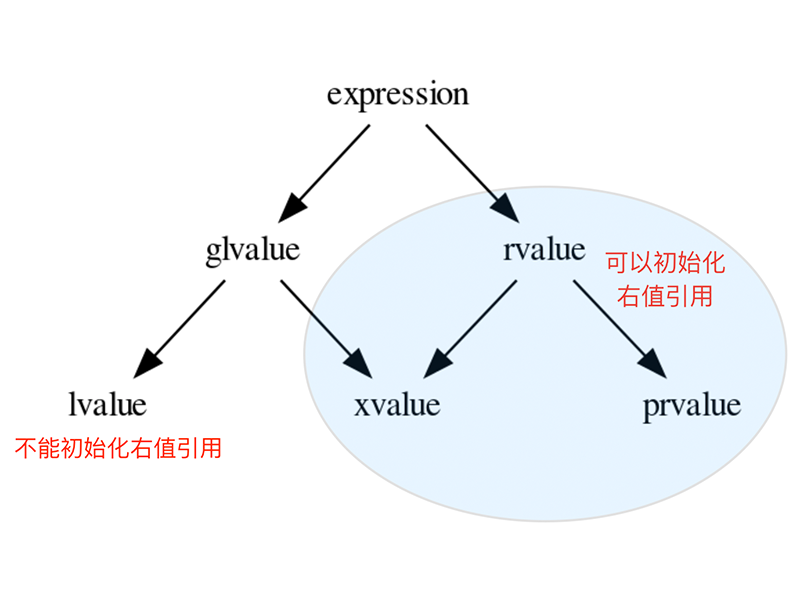 expression
glvalue
rvalue
可以初始化
右值引用
lvalue
xvalue
prvalue
不能初始化右值引用